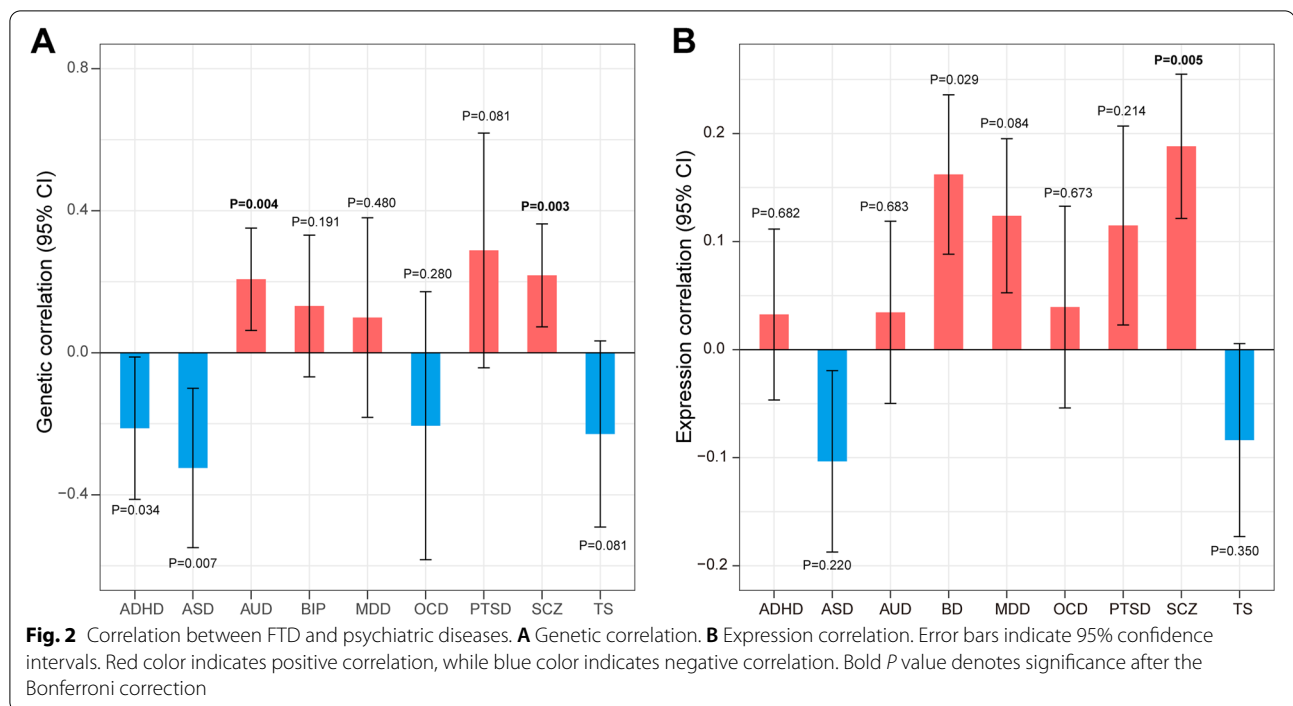 A
B
Genetic correlation (95% CI)
0.8
0.4
0.0
−0.4
P=0.034
P=0.007
P=0.004
P=0.191
P=0.480
P=0.280
P=0.081
P=0.003
P=0.081
ADHD ASD AUD BIP MDD OCD PTSD SCZ TS
Expression correlation (95% CI)
0.2
0.1
0.0
−0.1
−0.2
P=0.682
P=0.220
P=0.683
P=0.029
P=0.084
P=0.673
P=0.214
P=0.005
P=0.350
ADHD ASD AUD BD MDD OCD PTSD SCZ TS
Fig. 2 Correlation between FTD and psychiatric diseases. A Genetic correlation. B Expression correlation. Error bars indicate 95% confidence
intervals. Red color indicates positive correlation, while blue color indicates negative correlation. Bold P value denotes significance after the
Bonferroni correction